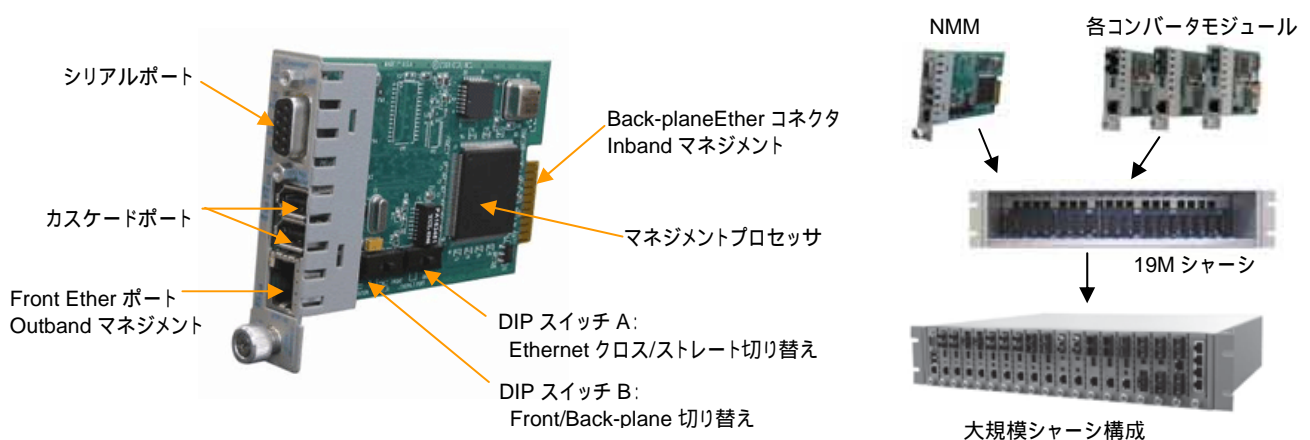 シリアルポート
カスケードポート
Front Ether ポート
Outband マネジメント
Back-planeEther コネクタ
Inband マネジメント
マネジメントプロセッサ
DIP スイッチ A:
Ethernet クロス/ストレート切り替え
DIP スイッチ B:
Front/Back-plane 切り替え
NMM
各コンバータモジュール
19M シャーシ
大規模シャーシ構成